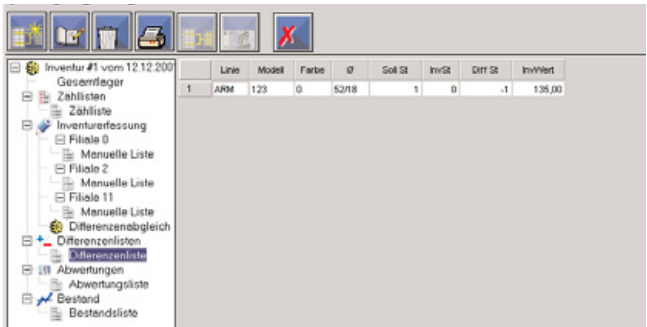 Inventur #1 vom 12.12.200
Gesamtlager
Zähllisten
Zählliste
Inventurerfassung
Filiale 0
Manuelle Liste
Filiale 2
Manuelle Liste
Filiale 11
Manuelle Liste
Differenzenabgleich
Differenzenlisten
Differenzenliste
Abwertungen
Abwertungsliste
Bestand
Bestandsliste
Linie Modell Farbe Ø Soll St InvSt Diff St InvWert
1 ARM 123 0 52/18 1 0 -1 135,00